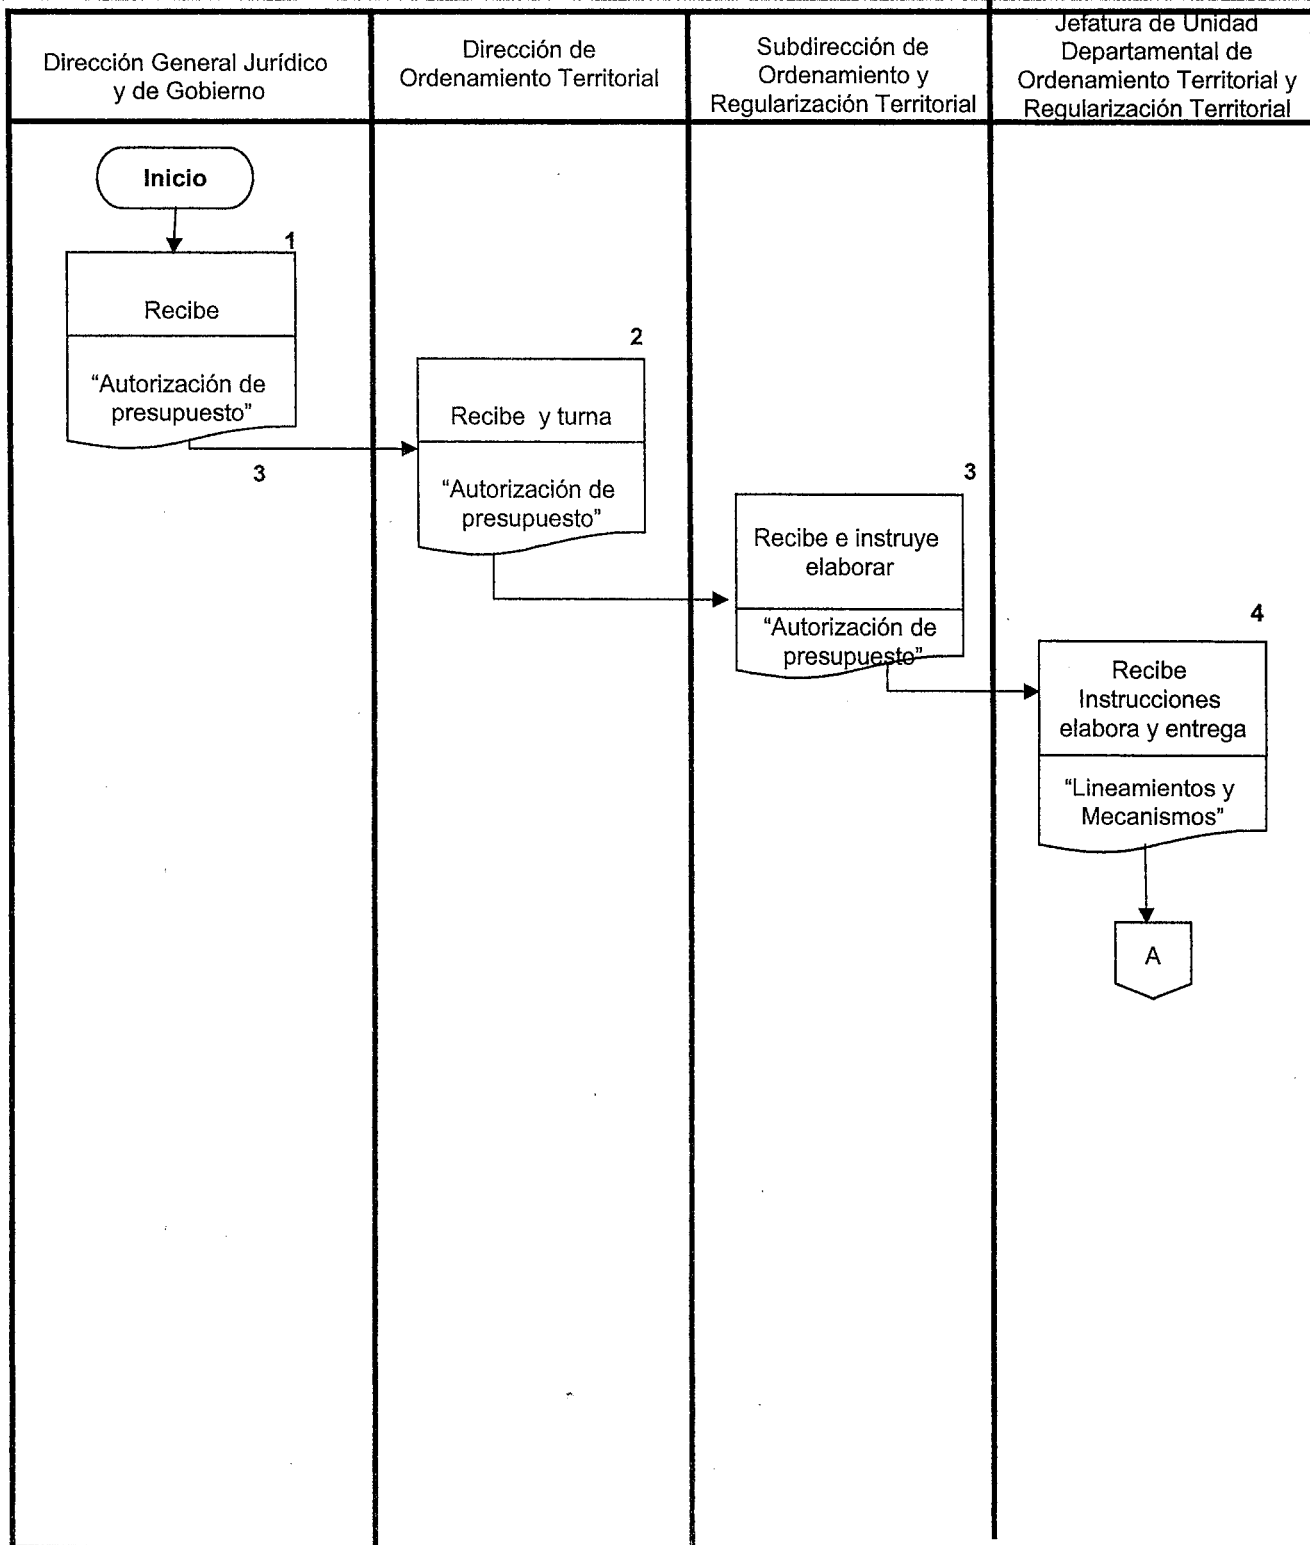 Dirección General Jurídico
y de Gobierno
Dirección de
Ordenamiento Territorial
Subdirección de
Ordenamiento y
Regularización Territorial
Jefatura de Unidad
Departamental de
Ordenamiento Territorial y
Regularización Territorial
Inicio
1
Recibe
“Autorización de
presupuesto”
3
2
Recibe y turna
“Autorización de
presupuesto”
3
Recibe e instruye
elaborar
“Autorización de
presupuesto”
4
Recibe
Instrucciones
elabora y entrega
“Lineamientos y
Mecanismos”
A